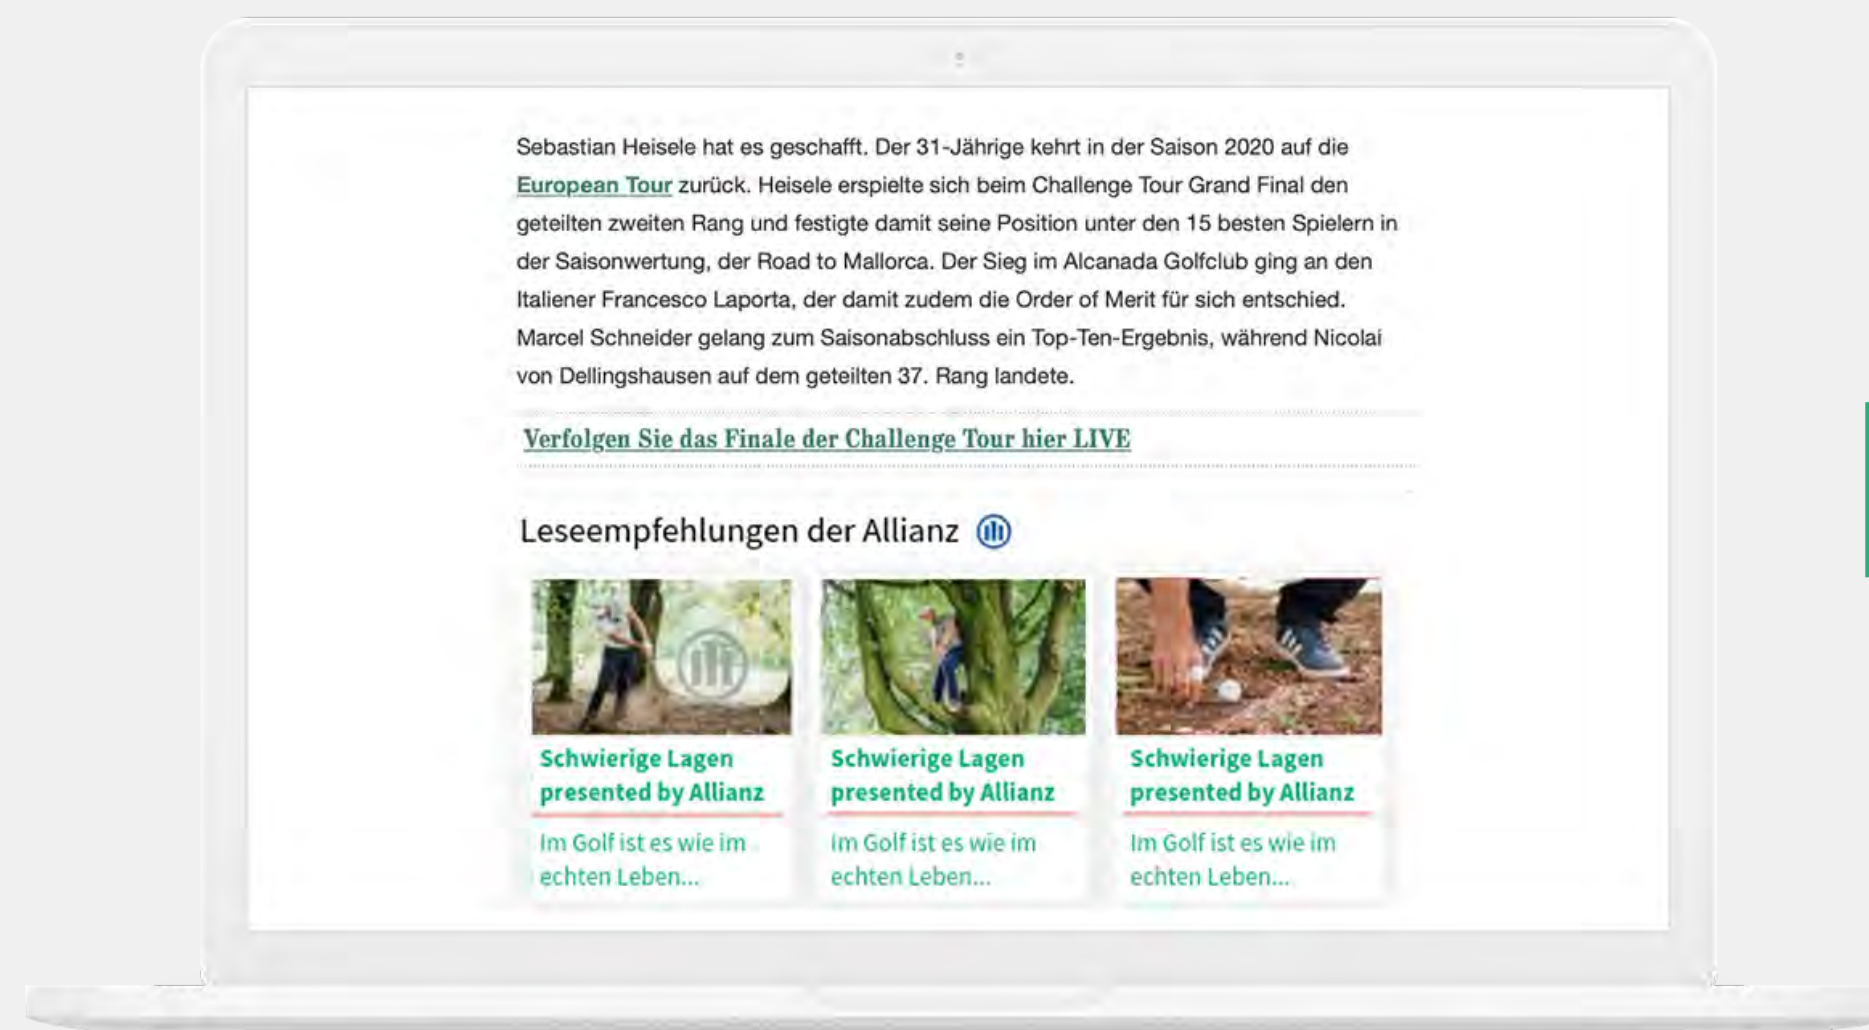 Sebastian Heisele hat es geschafft. Der 31-Jährige kehrt in der Saison 2020 auf die
European Tour zurück. Heisele erspielte sich beim Challenge Tour Grand Final den
geteilten zweiten Rang und festigte damit seine Position unter den 15 besten Spielern in
der Saisonwertung, der Road to Mallorca. Der Sieg im Alcanada Golfclub ging an den
Italiener Francesco Laporta, der damit zudem die Order of Merit für sich entschied.
Marcel Schneider gelang zum Saisonabschluss ein Top-Ten-Ergebnis, während Nicolai
von Dellingshausen auf dem geteilten 37. Rang landete.
Verfolgen Sie das Finale der Challenge Tour hier LIVE
Leseempfehlungen der Allianz
Schwierige Lagen
presented by Allianz
Im Golf ist es wie im
echten Leben...
Schwierige Lagen
presented by Allianz
Im Golf ist es wie im
echten Leben...
Schwierige Lagen
presented by Allianz
Im Golf ist es wie im
echten Leben...